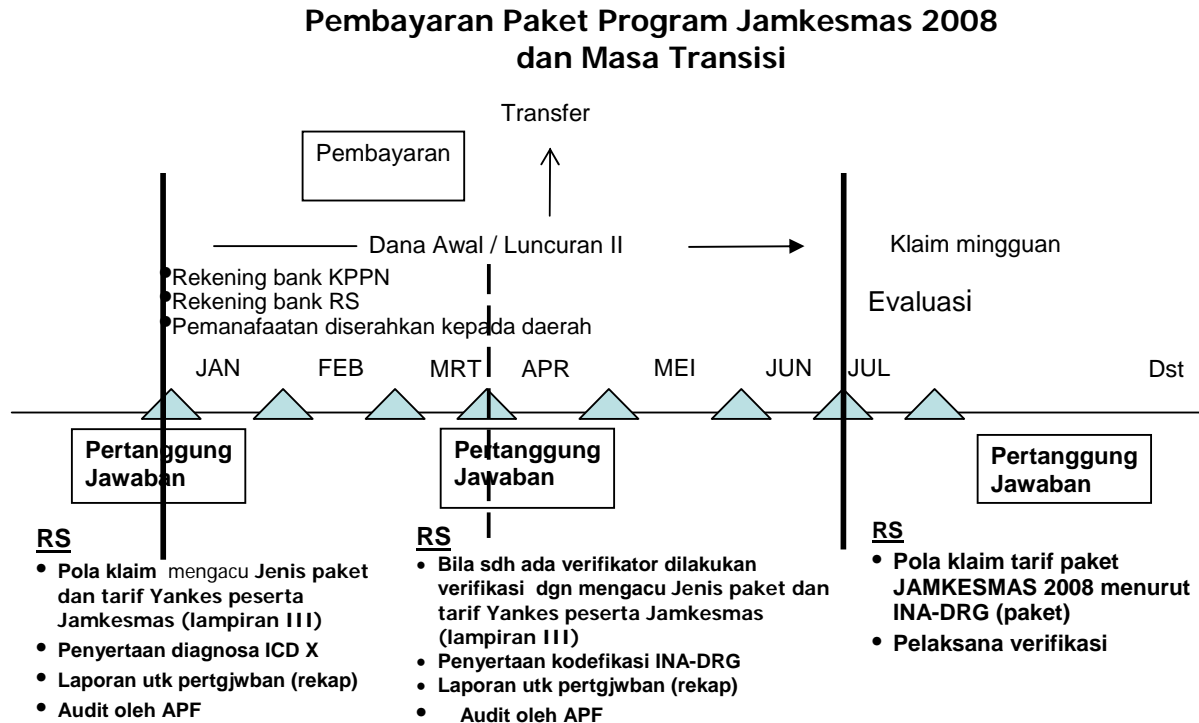 Pembayaran Paket Program Jamkesmas 2008
dan Masa Transisi
Transfer
Pembayaran
Dana Awal / Luncuran II
Klaim mingguan
•Rekening bank KPPN
•Rekening bank RS
•Pemanafaatan diserahkan kepada daerah
Evaluasi
JAN FEB MRT APR MEI JUN JUL Dst
Pertanggung
Jawaban
Pertanggung
Jawaban
Pertanggung
Jawaban
RS
• Pola klaim mengacu Jenis paket
dan tarif Yankes peserta
Jamkesmas (lampiran III)
• Penyertaan diagnosa ICD X
• Laporan utk pertgjwban (rekap)
• Audit oleh APF
RS
• Bila sdh ada verifikator dilakukan
verifikasi dgn mengacu Jenis paket dan
tarif Yankes peserta Jamkesmas
(lampiran III)
• Penyertaan kodefikasi INA-DRG
• Laporan utk pertgjwban (rekap)
• Audit oleh APF
RS
• Pola klaim tarif paket
JAMKESMAS 2008 menurut
INA-DRG (paket)
• Pelaksana verifikasi